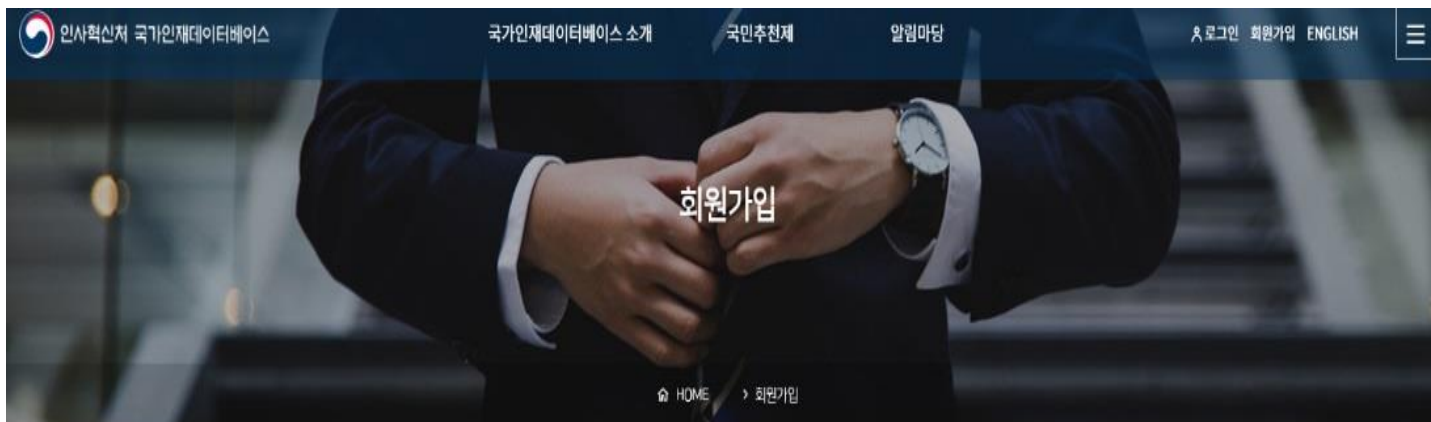 인사혁신처 국가인재데이터베이스
국가인재데이터베이스 소개
국민추천제
알림마당
로그인 회원가입 ENGLISH
회원가입
HOME > 회원가입